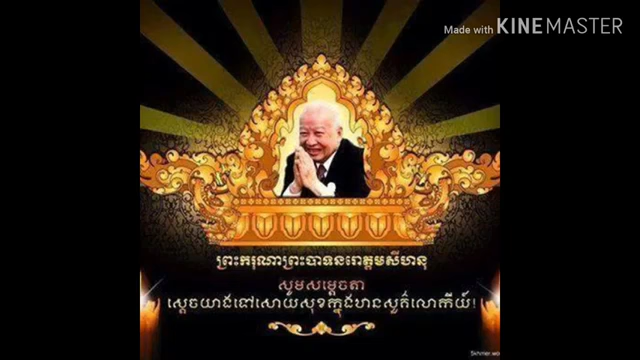 Made with KINEMASTER
ព្រះករុណាព្រះបាទនរោត្តមសីហនុ
សូមសម្តេចតា
ស្តេចយាងទៅសោយសុខក្នុងឋានសួគ៌លោកីយ៍!
5khmer.wo